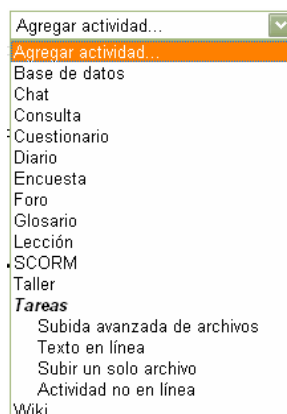 Agregar actividad...
Agregar actividad...
Base de datos
Chat
Consulta
Cuestionario
Diario
Encuesta
Foro
Glosario
Lección
SCORM
Taller
Tareas
Subida avanzada de archivos
Texto en línea
Subir un solo archivo
Actividad no en línea
Wiki